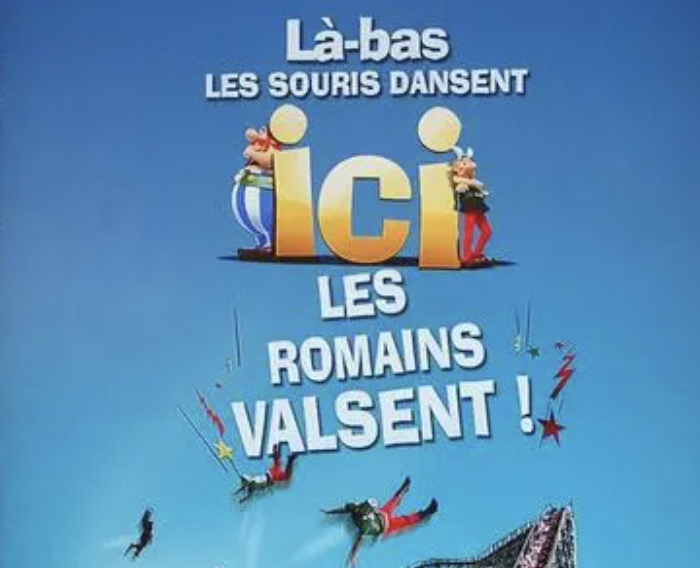 Là-bas
LES SOURIS DANSENT
ici
LES
ROMAINS
VALSENT !